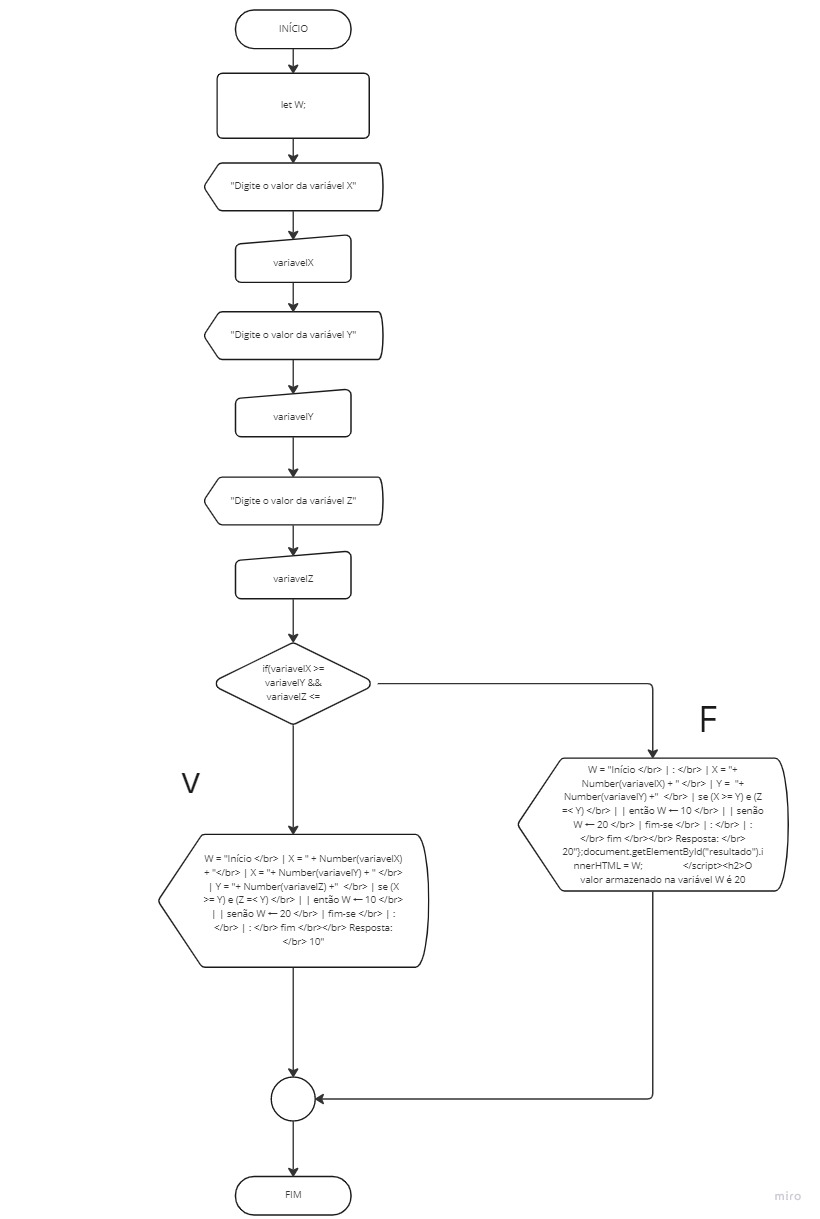 INÍCIO
let W;
"Digite o valor da variável X"
variavelX
"Digite o valor da variável Y"
variavelY
"Digite o valor da variável Z"
variavelZ
if(variavelX >=
variavelY &&
variavelZ <=
F
V
W = "Início </br> | : </br> | X = "+
Number(variavelX) + " </br> | Y = "+
Number(variavelY) +" </br> | se (X >= Y) e (Z
=< Y) </br> | | então W ← 10 </br> | | senão
W ← 20 </br> | fim-se </br> | : </br> | :
</br> fim </br></br> Resposta: </br>
20"};document.getElementById("resultado").i
nnerHTML = W; </script><h2>O
valor armazenado na variável W é 20
W = "Início </br> | X = " + Number(variavelX)
+ "</br> | X = "+ Number(variavelY) + " </br>
| Y = "+ Number(variavelZ) +" </br> | se (X
>= Y) e (Z =< Y) </br> | | então W ← 10 </br>
| | senão W ← 20 </br> | fim-se </br> | :
</br> | : </br> fim </br></br> Resposta:
</br> 10"
FIM
miro